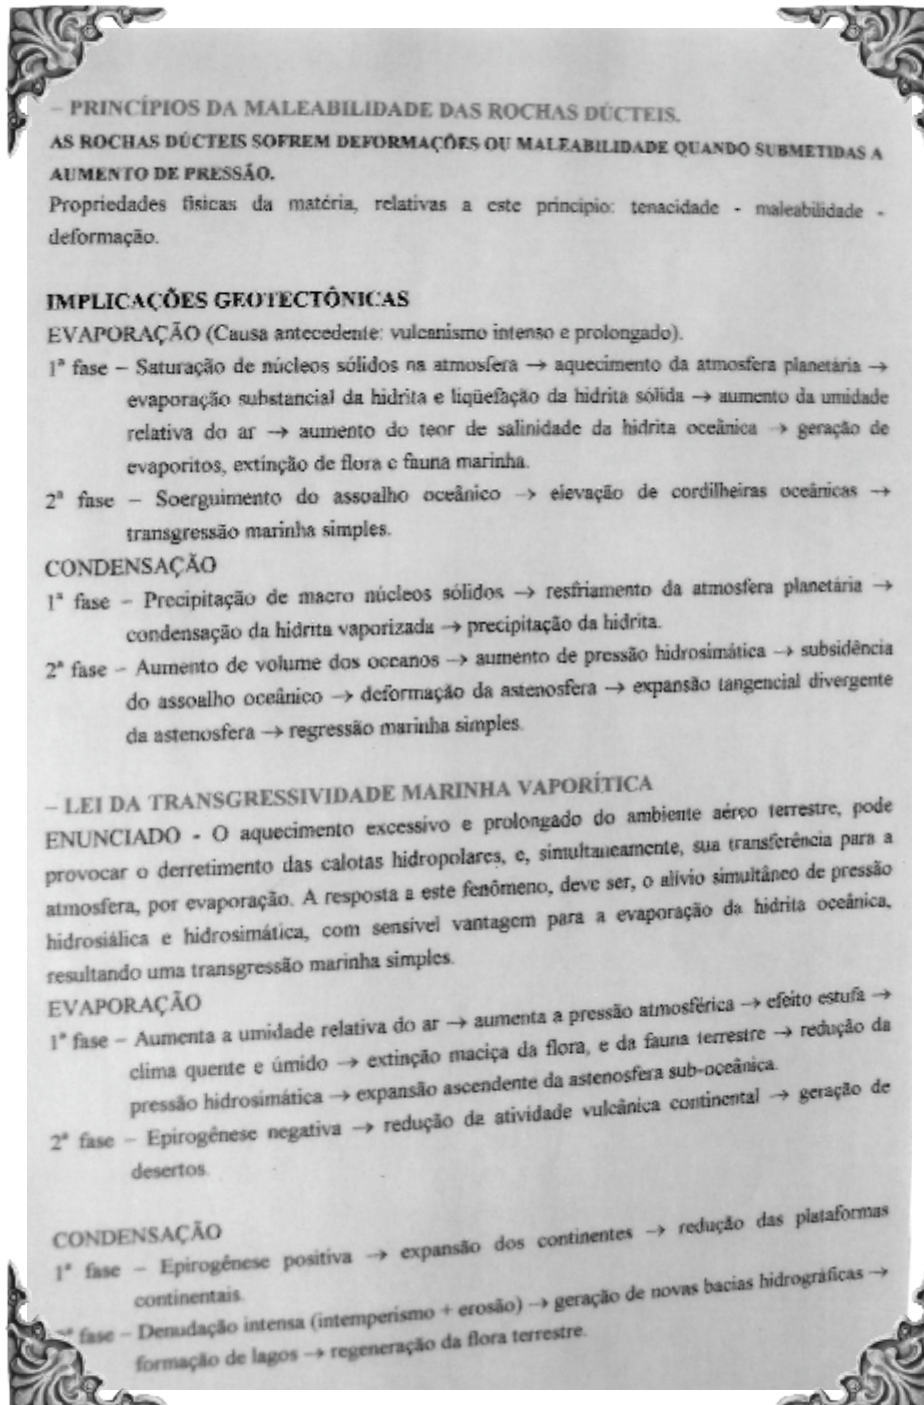 – PRINCÍPIOS DA MALEABILIDADE DAS ROCHAS DÚCTEIS.
AS ROCHAS DÚCTEIS SOFREM DEFORMAÇÕES OU MALEABILIDADE QUANDO SUBMETIDAS A
AUMENTO DE PRESSÃO.
Propriedades físicas da matéria, relativas a este princípio: tenacidade - maleabilidade -
deformação.
IMPLICAÇÕES GEOTECTÔNICAS
EVAPORAÇÃO (Causa antecedente: vulcanismo intenso e prolongado).
1ª fase – Saturação de núcleos sólidos na atmosfera → aquecimento da atmosfera planetária →
evaporação substancial da hidrita e liqüefação da hidrita sólida → aumento da umidade
relativa do ar → aumento do teor de salinidade da hidrita oceânica → geração de
evaporitos, extinção de flora e fauna marinha.
2ª fase – Soerguimento do assoalho oceânico → elevação de cordilheiras oceânicas →
transgressão marinha simples.
CONDENSAÇÃO
1ª fase – Precipitação de macro núcleos sólidos → resfriamento da atmosfera planetária →
condensação da hidrita vaporizada → precipitação da hidrita.
2ª fase – Aumento de volume dos oceanos → aumento de pressão hidrosimática → subsidência
do assoalho oceânico → deformação da astenosfera → expansão tangencial divergente
da astenosfera → regressão marinha simples.
– LEI DA TRANSGRESSIVIDADE MARINHA VAPORÍTICA
ENUNCIADO - O aquecimento excessivo e prolongado do ambiente aéreo terrestre, pode
provocar o derretimento das calotas hidropolares, e, simultaneamente, sua transferência para a
atmosfera, por evaporação. A resposta a este fenômeno, deve ser, o alívio simultâneo de pressão
hidrosiálica e hidrosimática, com sensível vantagem para a evaporação da hidrita oceânica,
resultando uma transgressão marinha simples.
EVAPORAÇÃO
1ª fase – Aumenta a umidade relativa do ar → aumenta a pressão atmosférica → efeito estufa →
clima quente e úmido → extinção maciça da flora, e da fauna terrestre → redução da
pressão hidrosimática → expansão ascendente da astenosfera sub-oceânica.
2ª fase – Epirogênese negativa → redução da atividade vulcânica continental → geração de
desertos.
CONDENSAÇÃO
1ª fase – Epirogênese positiva → expansão dos continentes → redução das plataformas
continentais.
2ª fase – Denudação intensa (intemperismo + erosão) → geração de novas bacias hidrográficas →
formação de lagos → regeneração da flora terrestre.